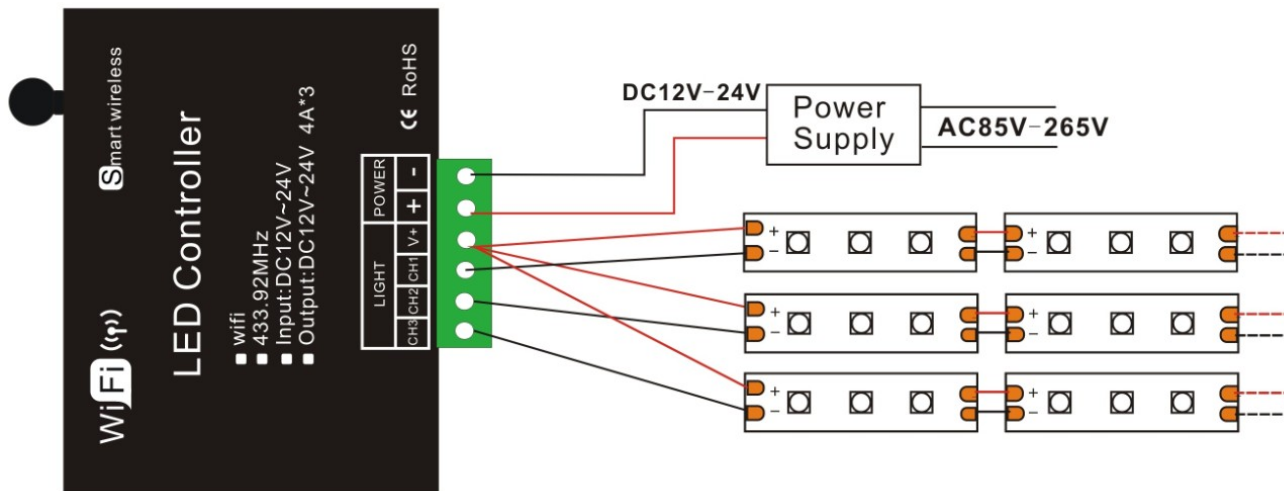 Smart wireless
WiFi
LED Controller
wifi
433.92MHz
Input:DC12V~24V
Output:DC12V~24V 4A*3
CE RoHS
POWER
LIGHT
-
+
V+
CH1
CH2
CH3
DC12V-24V
Power
Supply
AC85V-265V
+
-
+
-
+
-
+
-
+
-
+
-